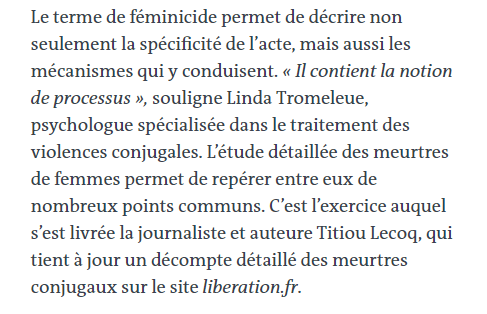 Le terme de féminicide permet de décrire non
seulement la spécificité de l’acte, mais aussi les
mécanismes qui y conduisent. « Il contient la notion
de processus », souligne Linda Tromeleue,
psychologue spécialisée dans le traitement des
violences conjugales. L’étude détaillée des meurtres
de femmes permet de repérer entre eux de
nombreux points communs. C’est l’exercice auquel
s’est livrée la journaliste et auteure Titiou Lecoq, qui
tient à jour un décompte détaillé des meurtres
conjugaux sur le site liberation.fr.